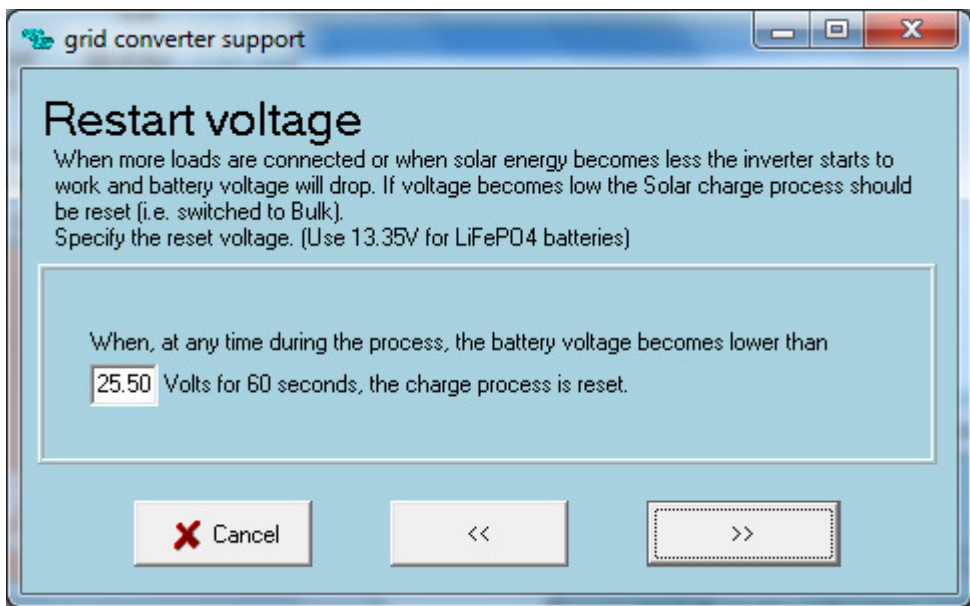 grid converter support
Restart voltage
When more loads are connected or when solar energy becomes less the inverter starts to
work and battery voltage will drop. If voltage becomes low the Solar charge process should
be reset (i.e. switched to Bulk).
Specify the reset voltage. (Use 13.35V for LiFePO4 batteries)
When, at any time during the process, the battery voltage becomes lower than
25.50 Volts for 60 seconds, the charge process is reset.
Cancel << >>